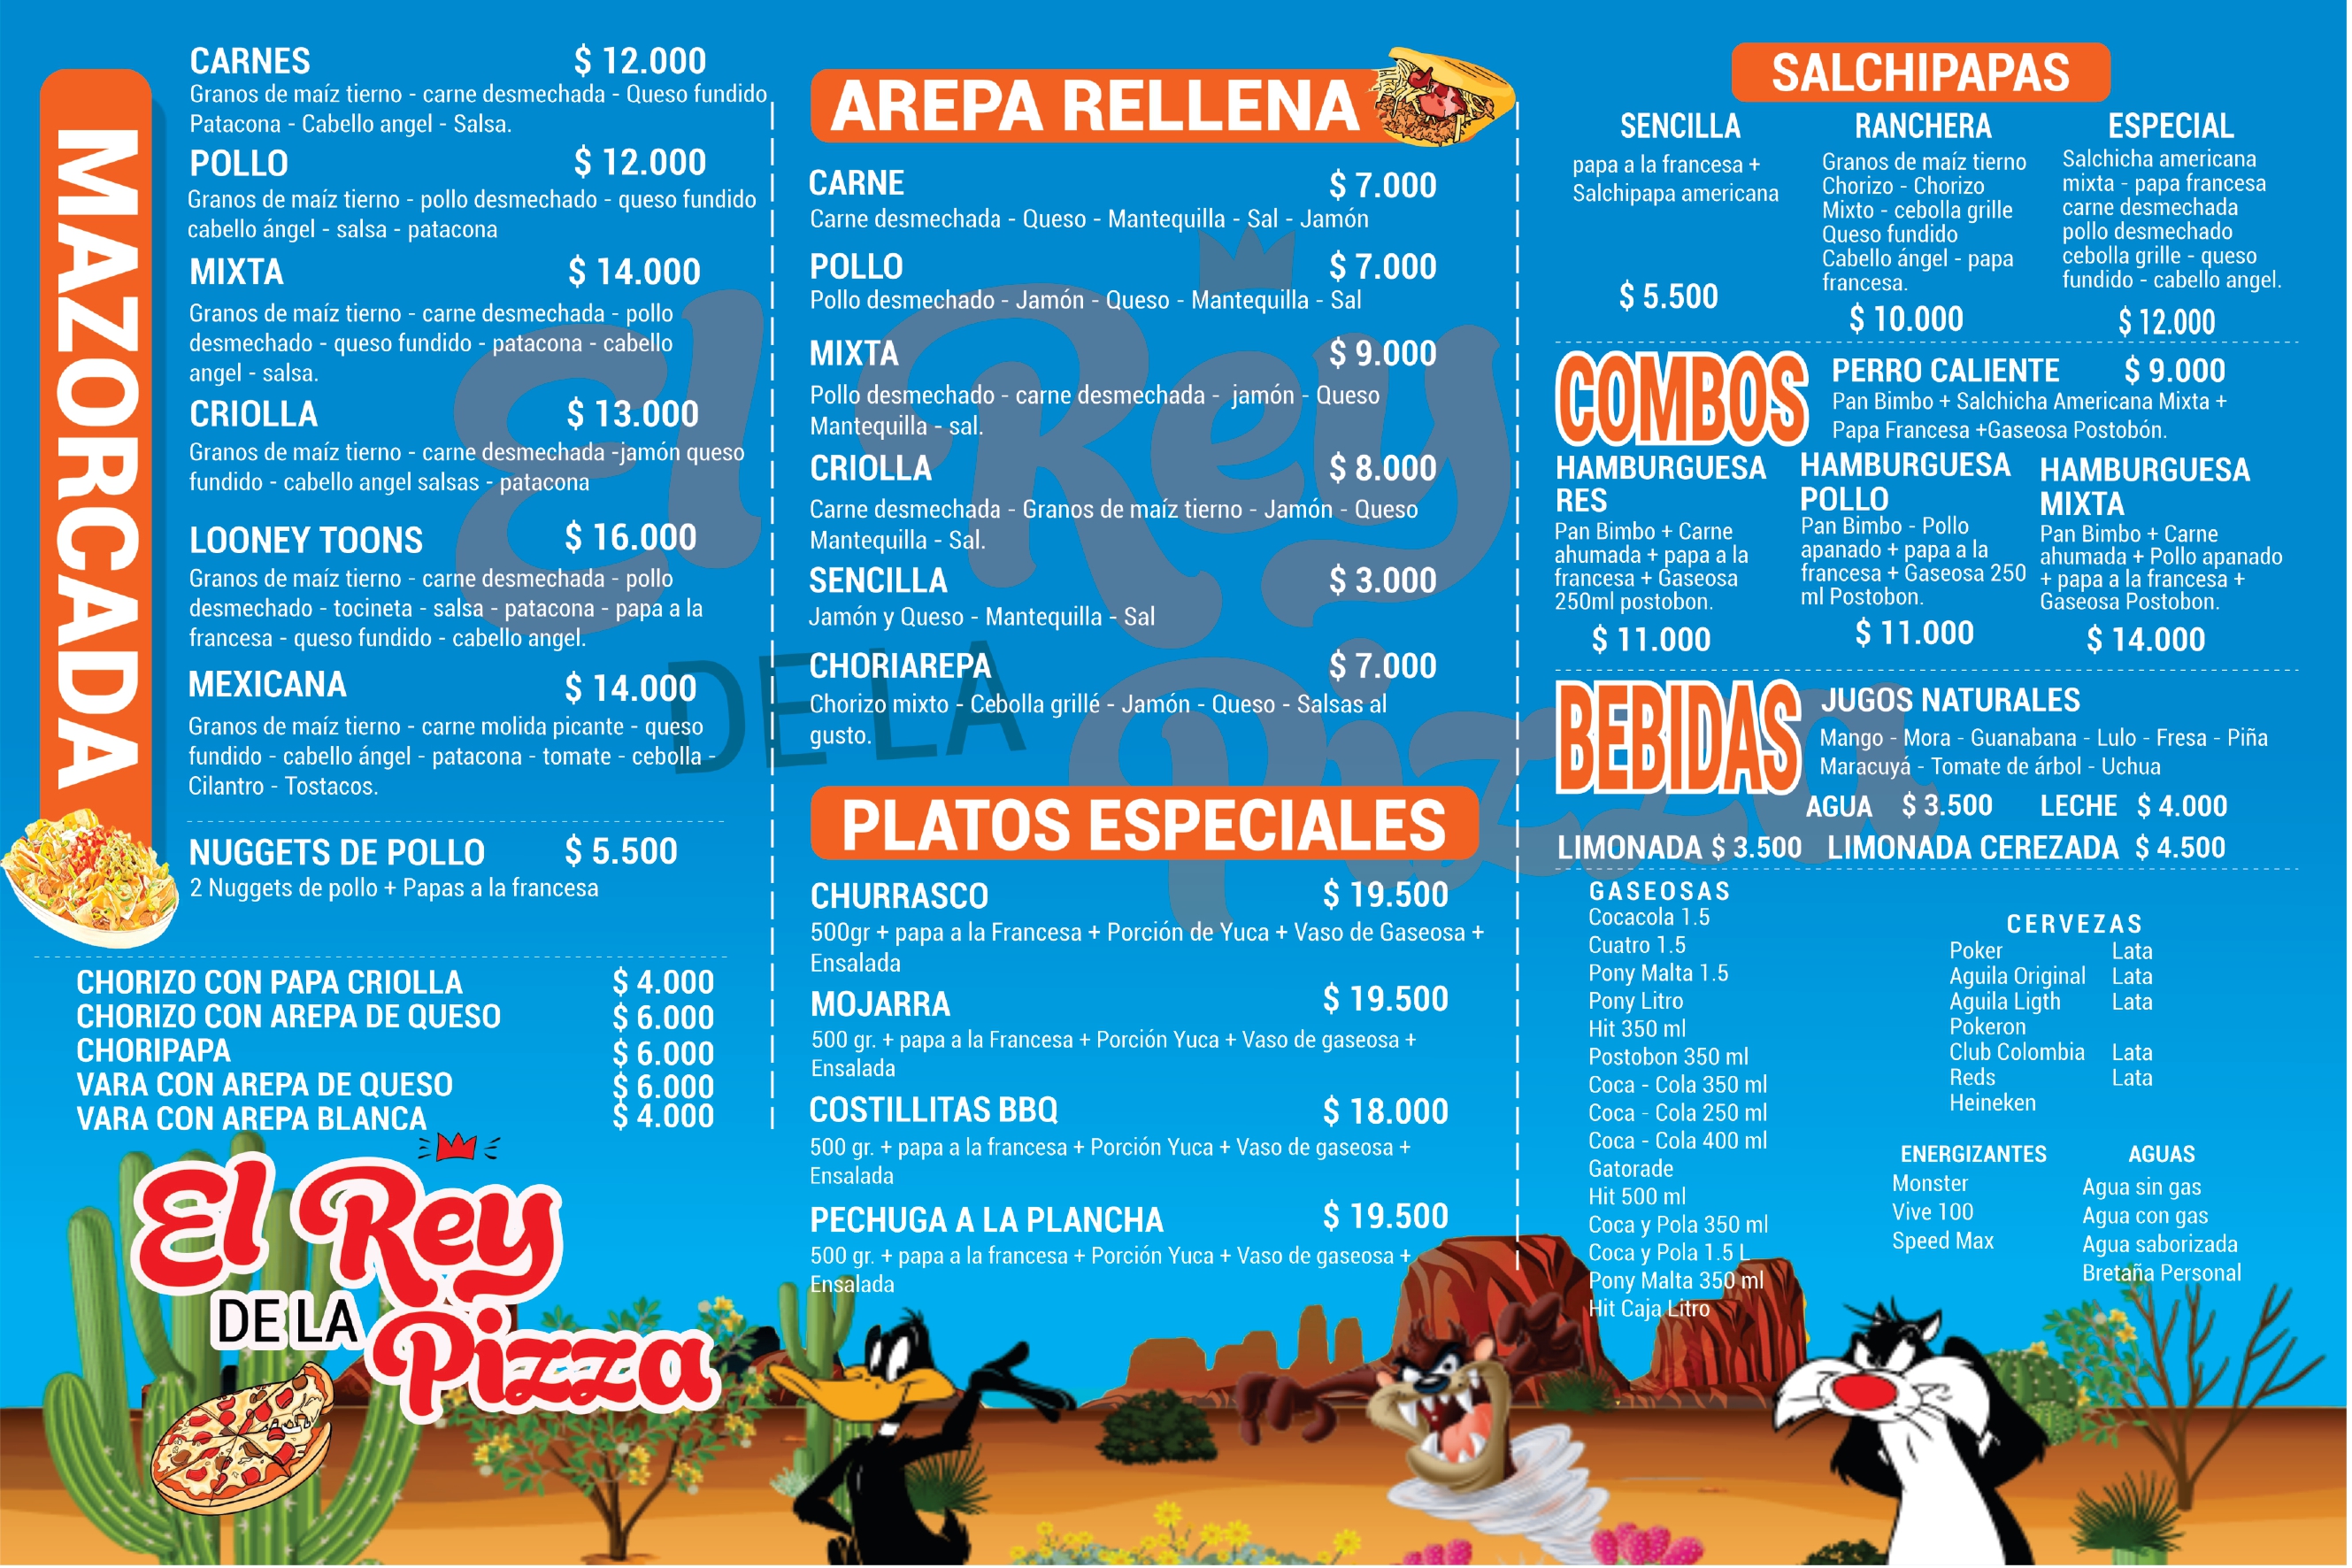 MAZORCADA
CARNES $ 12.000
Granos de maíz tierno - carne desmechada - Queso fundido
Patacona - Cabello angel - Salsa.
POLLO $ 12.000
Granos de maíz tierno - pollo desmechado - queso fundido
cabello ángel - salsa - patacona
MIXTA $ 14.000
Granos de maíz tierno - carne desmechada - pollo
desmechado - queso fundido - patacona - cabello
angel - salsa.
CRIOLLA $ 13.000
Granos de maíz tierno - carne desmechada -jamón queso
fundido - cabello angel salsas - patacona
LOONEY TOONS $ 16.000
Granos de maíz tierno - carne desmechada - pollo
desmechado - tocineta - salsa - patacona - papa a la
francesa - queso fundido - cabello angel.
MEXICANA $ 14.000
Granos de maíz tierno - carne molida picante - queso
fundido - cabello ángel - patacona - tomate - cebolla -
Cilantro - Tostacos.
NUGGETS DE POLLO $ 5.500
2 Nuggets de pollo + Papas a la francesa
CHORIZO CON PAPA CRIOLLA $ 4.000
CHORIZO CON AREPA DE QUESO $ 6.000
CHORIPAPA $ 6.000
VARA CON AREPA DE QUESO $ 6.000
VARA CON AREPA BLANCA $ 4.000
El Rey
DE LA
Pizza
AREPA RELLENA
CARNE $ 7.000
Carne desmechada - Queso - Mantequilla - Sal - Jamón
POLLO $ 7.000
Pollo desmechado - Jamón - Queso - Mantequilla - Sal
MIXTA $ 9.000
Pollo desmechado - carne desmechada - jamón - Queso
Mantequilla - sal.
CRIOLLA $ 8.000
Carne desmechada - Granos de maíz tierno - Jamón - Queso
Mantequilla - Sal.
SENCILLA $ 3.000
Jamón y Queso - Mantequilla - Sal
CHORIAREPA $ 7.000
Chorizo mixto - Cebolla grillé - Jamón - Queso - Salsas al
gusto.
El Rey
DE LA
Pizza
PLATOS ESPECIALES
CHURRASCO $ 19.500
500gr + papa a la Francesa + Porción de Yuca + Vaso de Gaseosa +
Ensalada
MOJARRA $ 19.500
500 gr. + papa a la Francesa + Porción Yuca + Vaso de gaseosa +
Ensalada
COSTILLITAS BBQ $ 18.000
500 gr. + papa a la francesa + Porción Yuca + Vaso de gaseosa +
Ensalada
PECHUGA A LA PLANCHA $ 19.500
500 gr. + papa a la francesa + Porción Yuca + Vaso de gaseosa +
Ensalada
SALCHIPAPAS
SENCILLA
papa a la francesa +
Salchipapa americana
$ 5.500
RANCHERA
Granos de maíz tierno
Chorizo - Chorizo
Mixto - cebolla grille
Queso fundido
Cabello ángel - papa
francesa.
$ 10.000
ESPECIAL
Salchicha americana
mixta - papa francesa
carne desmechada
pollo desmechado
cebolla grille - queso
fundido - cabello angel.
$ 12.000
COMBOS
PERRO CALIENTE $ 9.000
Pan Bimbo + Salchicha Americana Mixta +
Papa Francesa +Gaseosa Postobón.
HAMBURGUESA
RES
Pan Bimbo + Carne
ahumada + papa a la
francesa + Gaseosa
250ml postobon.
$ 11.000
HAMBURGUESA
POLLO
Pan Bimbo - Pollo
apanado + papa a la
francesa + Gaseosa 250
ml Postobon.
$ 11.000
HAMBURGUESA
MIXTA
Pan Bimbo + Carne
ahumada + Pollo apanado
+ papa a la francesa +
Gaseosa Postobon.
$ 14.000
BEBIDAS
JUGOS NATURALES
Mango - Mora - Guanabana - Lulo - Fresa - Piña
Maracuyá - Tomate de árbol - Uchua
AGUA $ 3.500 LECHE $ 4.000
LIMONADA $ 3.500 LIMONADA CEREZADA $ 4.500
GASEOSAS
Cocacola 1.5
Cuatro 1.5
Pony Malta 1.5
Pony Litro
Hit 350 ml
Postobon 350 ml
Coca - Cola 350 ml
Coca - Cola 250 ml
Coca - Cola 400 ml
Gatorade
Hit 500 ml
Coca y Pola 350 ml
Coca y Pola 1.5 L
Pony Malta 350 ml
Hit Caja Litro
CERVEZAS
Poker Lata
Aguila Original Lata
Aguila Ligth Lata
Pokeron
Club Colombia Lata
Reds Lata
Heineken
ENERGIZANTES
Monster
Vive 100
Speed Max
AGUAS
Agua sin gas
Agua con gas
Agua saborizada
Bretaña Personal